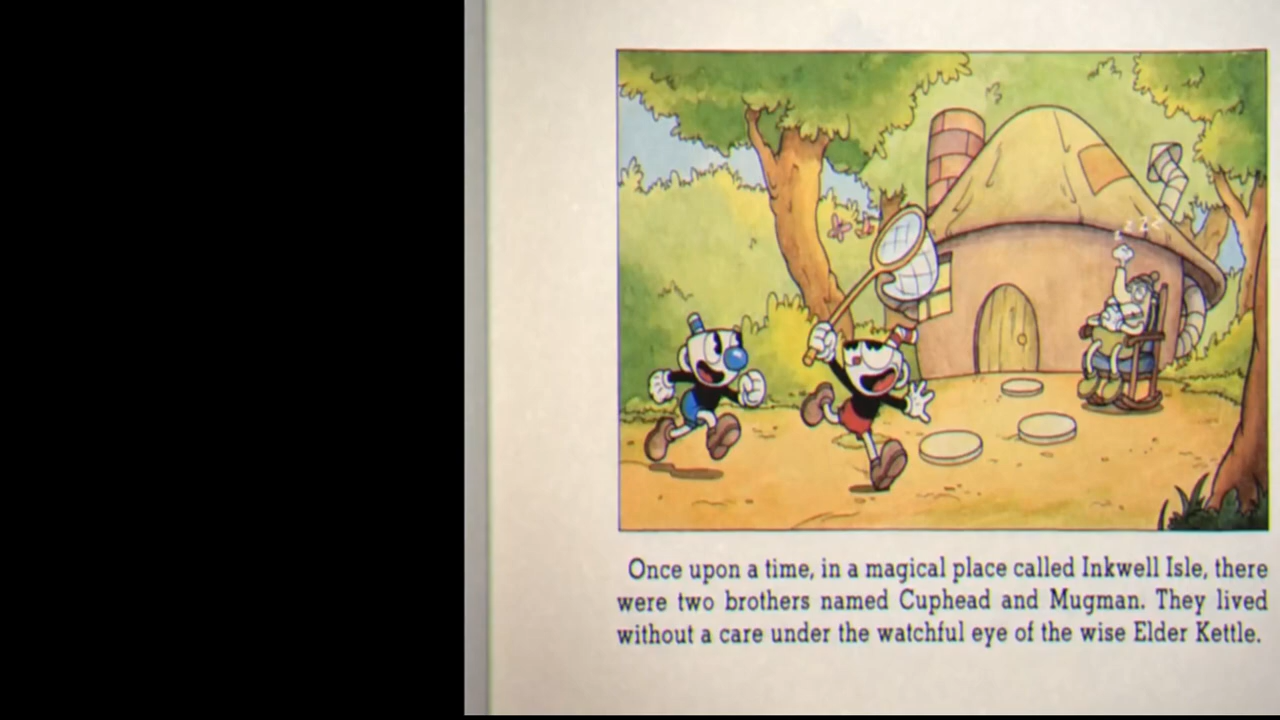 zzzz
Once upon a time, in a magical place called Inkwell Isle, there
were two brothers named Cuphead and Mugman. They lived
without a care under the watchful eye of the wise Elder Kettle.